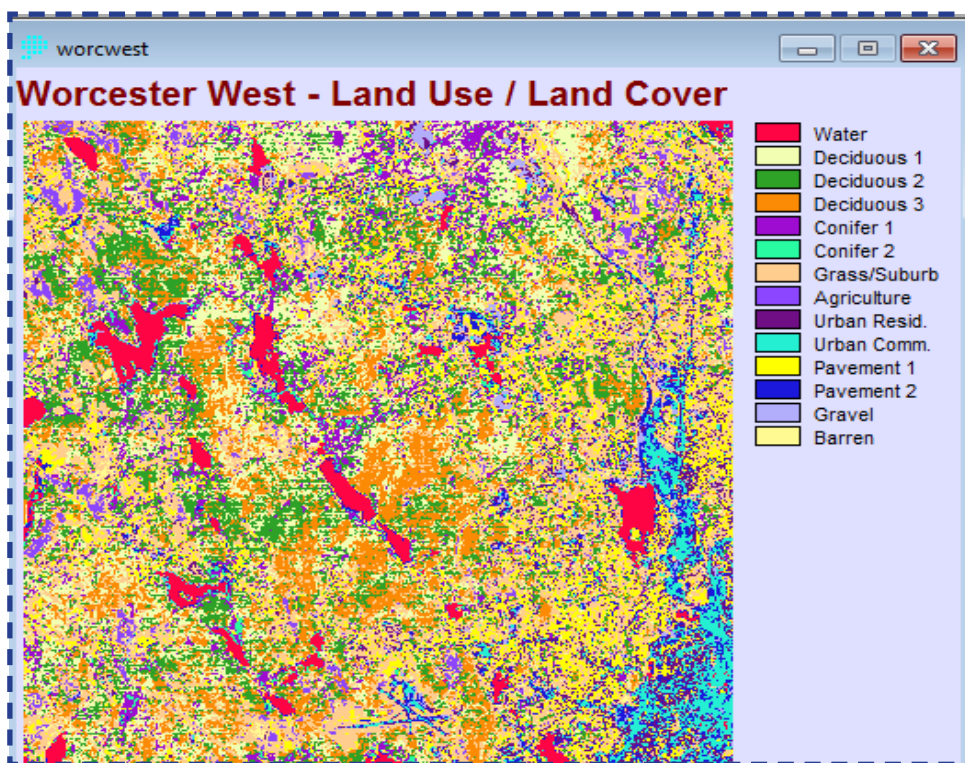 worcwest
Worcester West - Land Use / Land Cover
Water
Deciduous 1
Deciduous 2
Deciduous 3
Conifer 1
Conifer 2
Grass/Suburb
Agriculture
Urban Resid.
Urban Comm.
Pavement 1
Pavement 2
Gravel
Barren